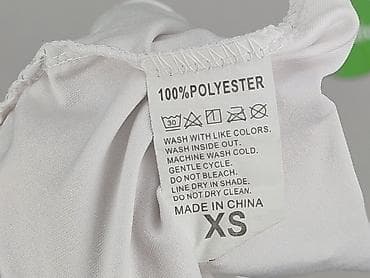 100%POLYESTER
30
WASH WITH LIKE COLORS.
WASH INSIDE OUT.
MACHINE WASH COLD.
GENTLE CYCLE.
DO NOT BLEACH.
LINE DRY IN SHADE.
DO NOT DRY CLEAN.
MADE IN CHINA
XS